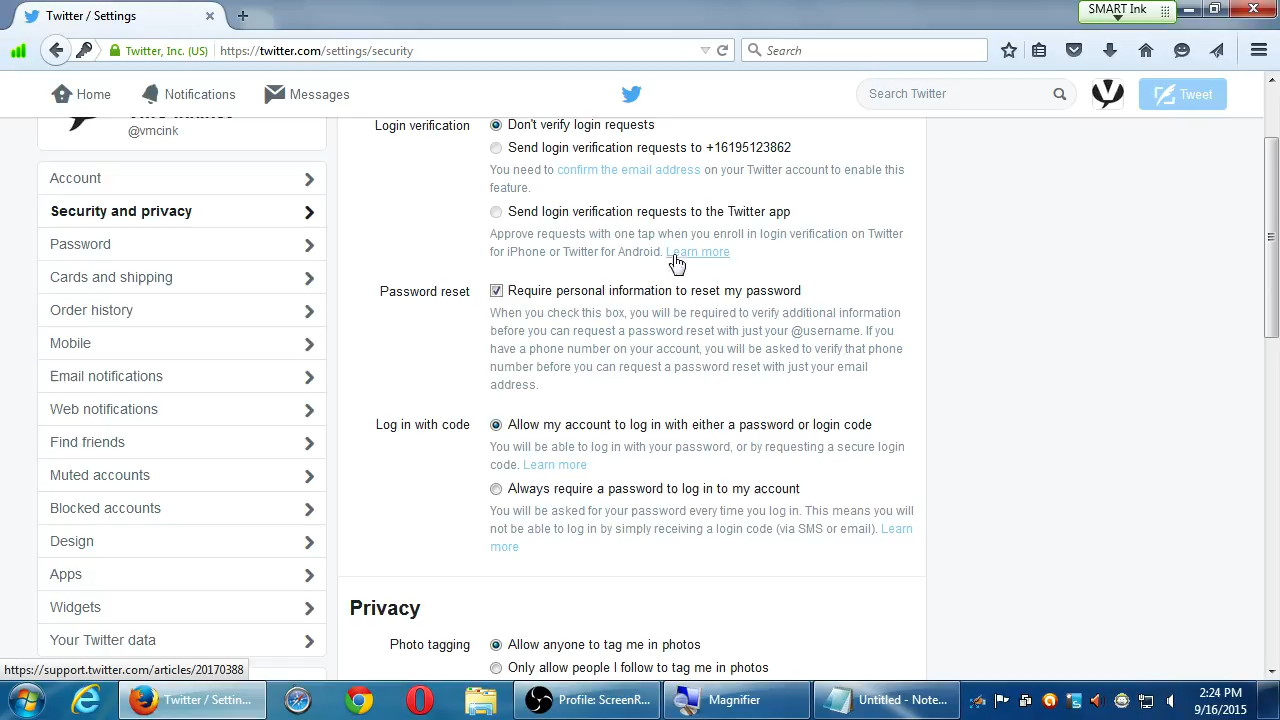 Twitter / Settings
SMART Ink
Twitter, Inc. (US)
https://twitter.com/settings/security
Search
Home
Notifications
Messages
Search Twitter
Tweet
@vmcink
Account
Security and privacy
Password
Cards and shipping
Order history
Mobile
Email notifications
Web notifications
Find friends
Muted accounts
Blocked accounts
Design
Apps
Widgets
Your Twitter data
Login verification
Don't verify login requests
Send login verification requests to +16195123862
You need to confirm the email address on your Twitter account to enable this
feature.
Send login verification requests to the Twitter app
Approve requests with one tap when you enroll in login verification on Twitter
for iPhone or Twitter for Android. Learn more
Password reset
Require personal information to reset my password
When you check this box, you will be required to verify additional information
before you can request a password reset with just your @username. If you
have a phone number on your account, you will be asked to verify that phone
number before you can request a password reset with just your email
address.
Log in with code
Allow my account to log in with either a password or login code
You will be able to log in with your password, or by requesting a secure login
code. Learn more
Always require a password to log in to my account
You will be asked for your password every time you log in. This means you will
not be able to log in by simply receiving a login code (via SMS or email). Learn
more
Privacy
Photo tagging
Allow anyone to tag me in photos
Only allow people I follow to tag me in photos
https://support.twitter.com/articles/20170388
Twitter / Settin...
Profile: ScreenR...
Magnifier
Untitled - Note...
2:24 PM
9/16/2015